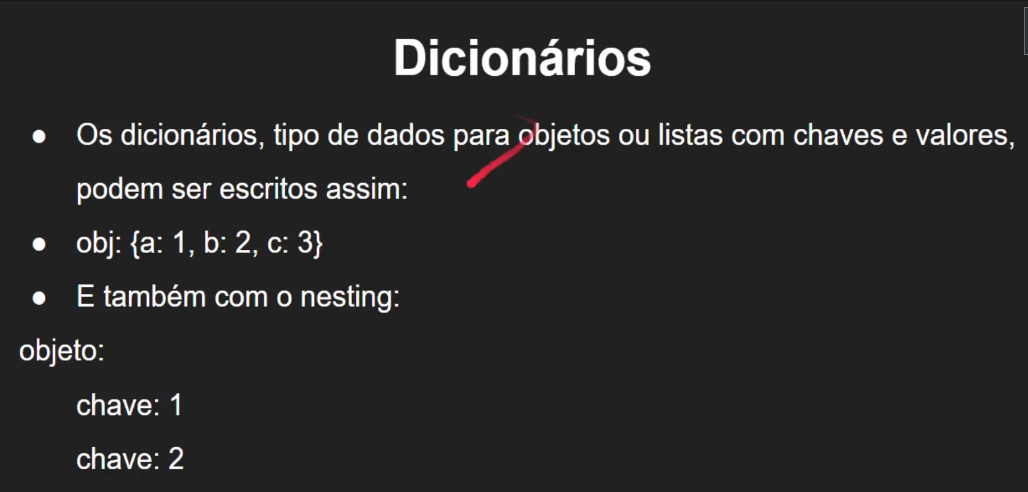 Dicionários
● Os dicionários, tipo de dados para objetos ou listas com chaves e valores,
podem ser escritos assim:
● obj: {a: 1, b: 2, c: 3}
● E também com o nesting:
objeto:
chave: 1
chave: 2